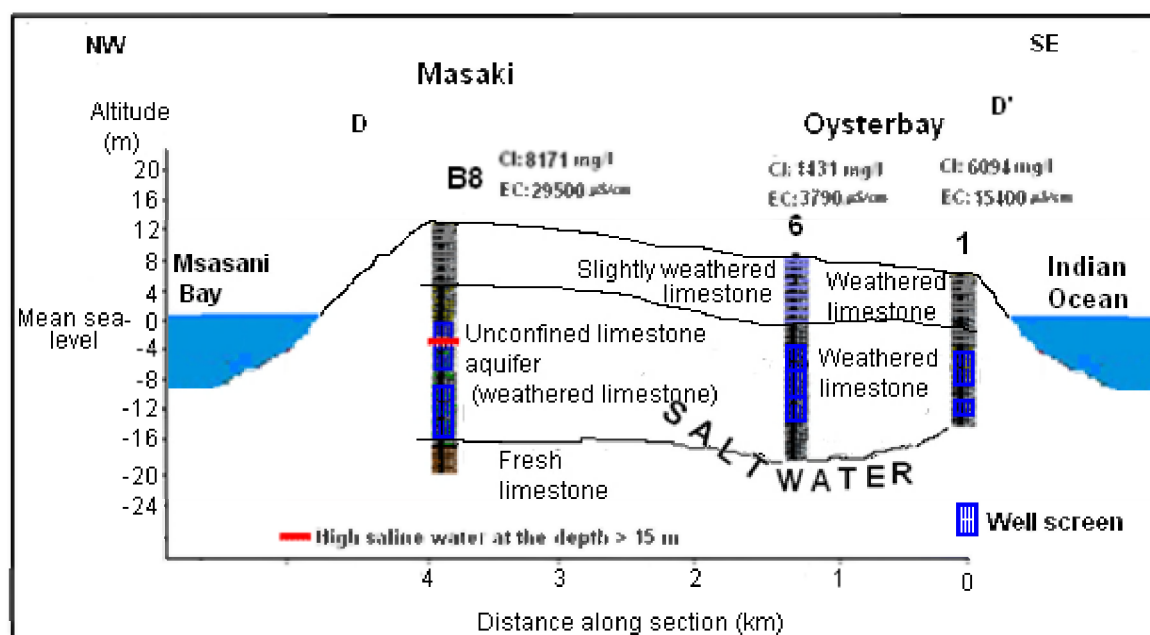 NW
SE
Masaki
D
D'
Oysterbay
Altitude
(m)
20
16
12
8
4
0
-4
-8
-12
-16
-20
-24
Cl: 8171 mg/l
EC: 29500 µS/cm
B8
Cl: 1431 mg/l
EC: 3790 µS/cm
6
Cl: 6094 mg/l
EC: 15400 µS/cm
1
Msasani
Bay
Mean sea-
level
Slightly weathered
limestone
Weathered
limestone
Indian
Ocean
Unconfined limestone
aquifer
(weathered limestone)
Weathered
limestone
SALT WATER
Fresh
limestone
Well screen
High saline water at the depth > 15 m
4
3
2
1
0
Distance along section (km)